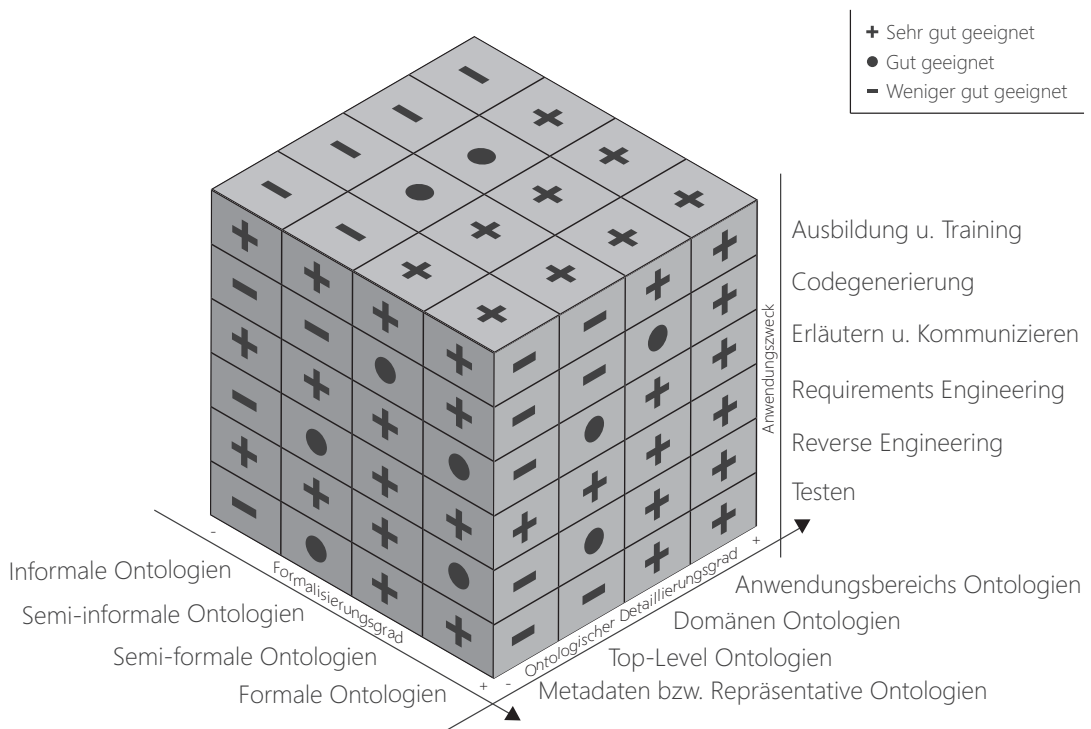 + Sehr gut geeignet
● Gut geeignet
- Weniger gut geeignet
Ausbildung u. Training
Codegenerierung
Erläutern u. Kommunizieren
Requirements Engineering
Reverse Engineering
Testen
Anwendungszweck
Informale Ontologien
Semi-informale Ontologien
Semi-formale Ontologien
Formale Ontologien
- Formalisierungsgrad +
- Ontologischer Detaillierungsgrad +
Anwendungsbereichs Ontologien
Domänen Ontologien
Top-Level Ontologien
Metadaten bzw. Repräsentative Ontologien